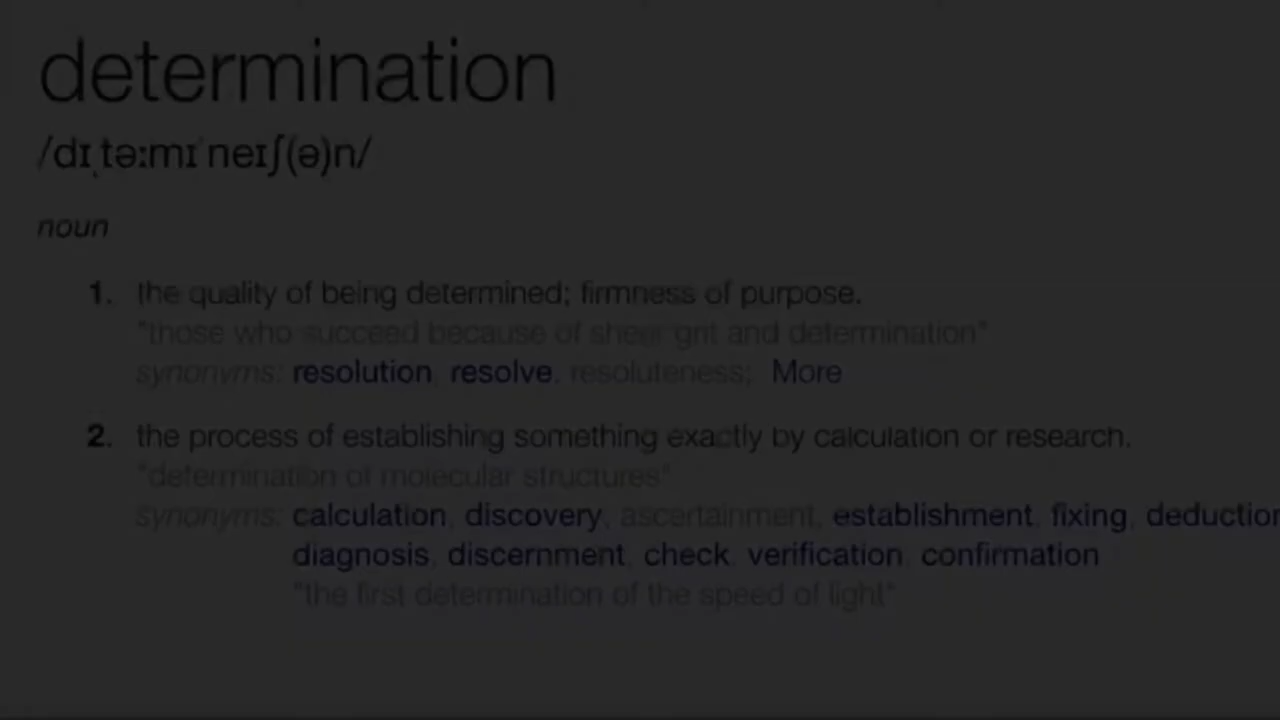 determination
/dɪˌtəːmɪˈneɪʃ(ə)n/
noun
1. the quality of being determined; firmness of purpose.
"those who succeed because of sheer grit and determination"
synonyms: resolution, resolve, resoluteness; More
2. the process of establishing something exactly by calculation or research.
"determination of molecular structures"
synonyms: calculation, discovery, ascertainment, establishment, fixing, deduction
diagnosis, discernment, check, verification, confirmation
"the first determination of the speed of light"